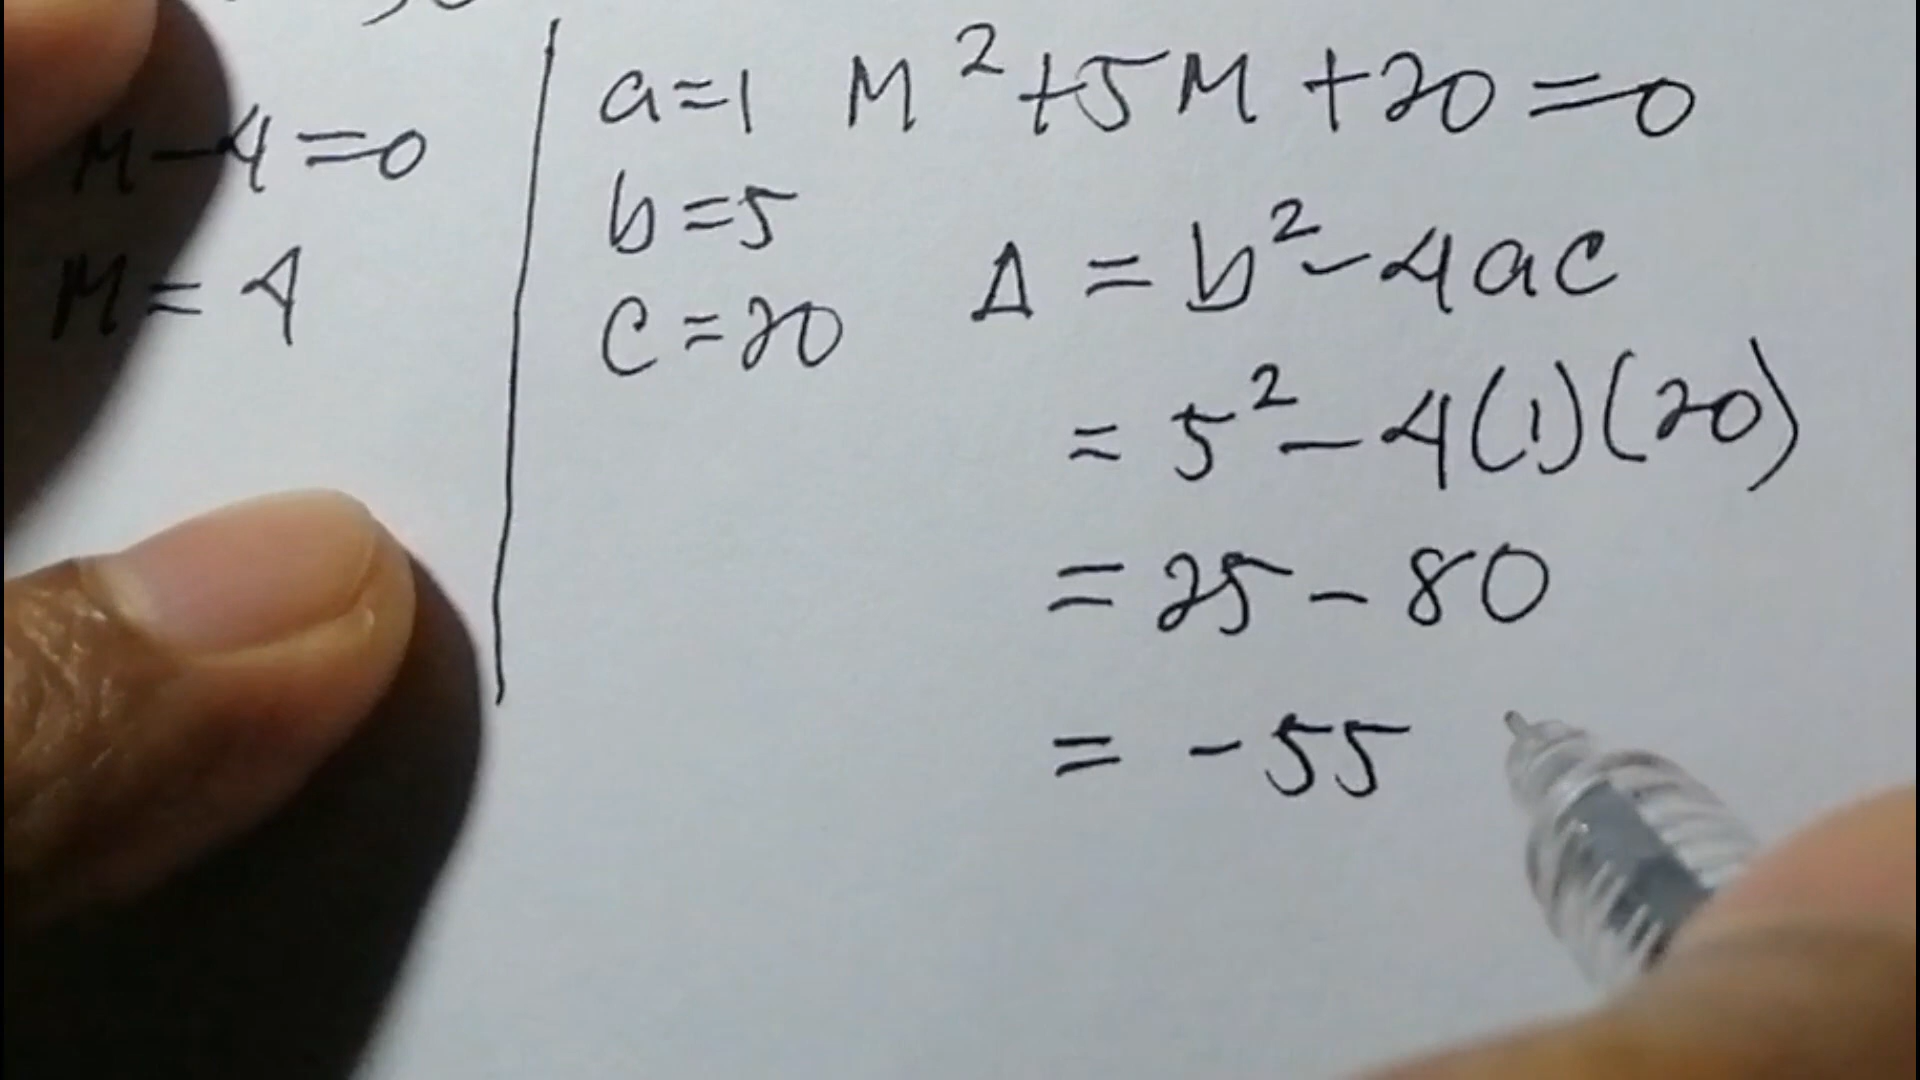 M-4=0
M=4
a=1 M²+5M+20=0
b=5
c=20
Δ=b²-4ac
=5²-4(1)(20)
=25-80
=-55